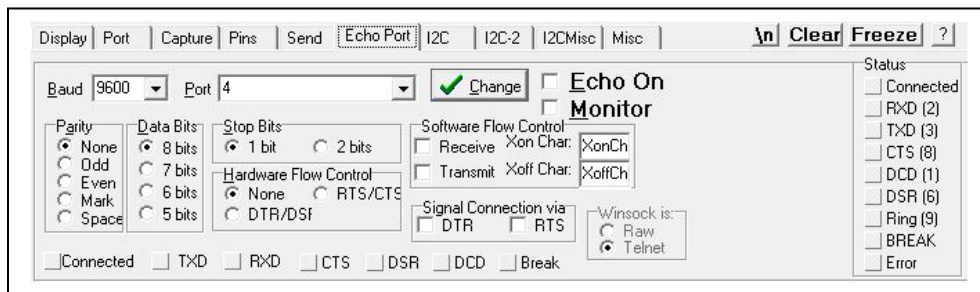 Display Port Capture Pins Send Echo Port I2C I2C-2 I2CMisc Misc \n Clear Freeze ?
Baud 9600 Port 4 Change Echo On
Monitor
Parity
None
Odd
Even
Mark
Space
Data Bits
8 bits
7 bits
6 bits
5 bits
Stop Bits
1 bit 2 bits
Hardware Flow Control
None RTS/CTS
DTR/DSF
Software Flow Control
Receive Xon Char: XonCh
Transmit Xoff Char: XoffCh
Signal Connection via
DTR RTS
Winsock is:
Raw
Telnet
Connected TXD RXD CTS DSR DCD Break
Status
Connected
RXD (2)
TXD (3)
CTS (8)
DCD (1)
DSR (6)
Ring (9)
BREAK
Error